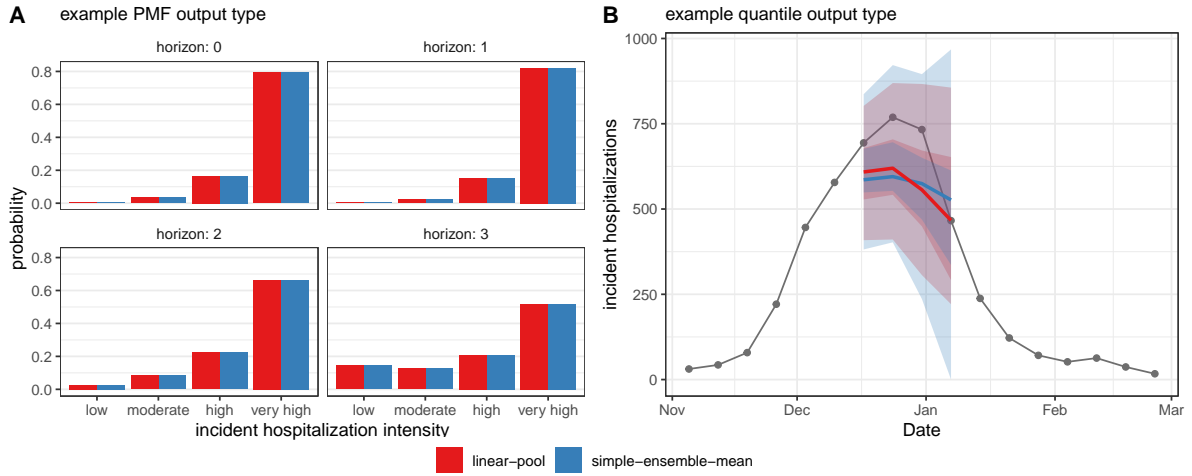 A example PMF output type
horizon: 0
horizon: 1
0.8
0.6
0.4
0.2
0.0
horizon: 2
horizon: 3
0.8
0.6
0.4
0.2
0.0
probability
low moderate high very high
low moderate high very high
incident hospitalization intensity
B example quantile output type
1000
750
500
250
0
incident hospitalizations
Nov Dec Jan Feb Mar
Date
linear−pool simple−ensemble−mean